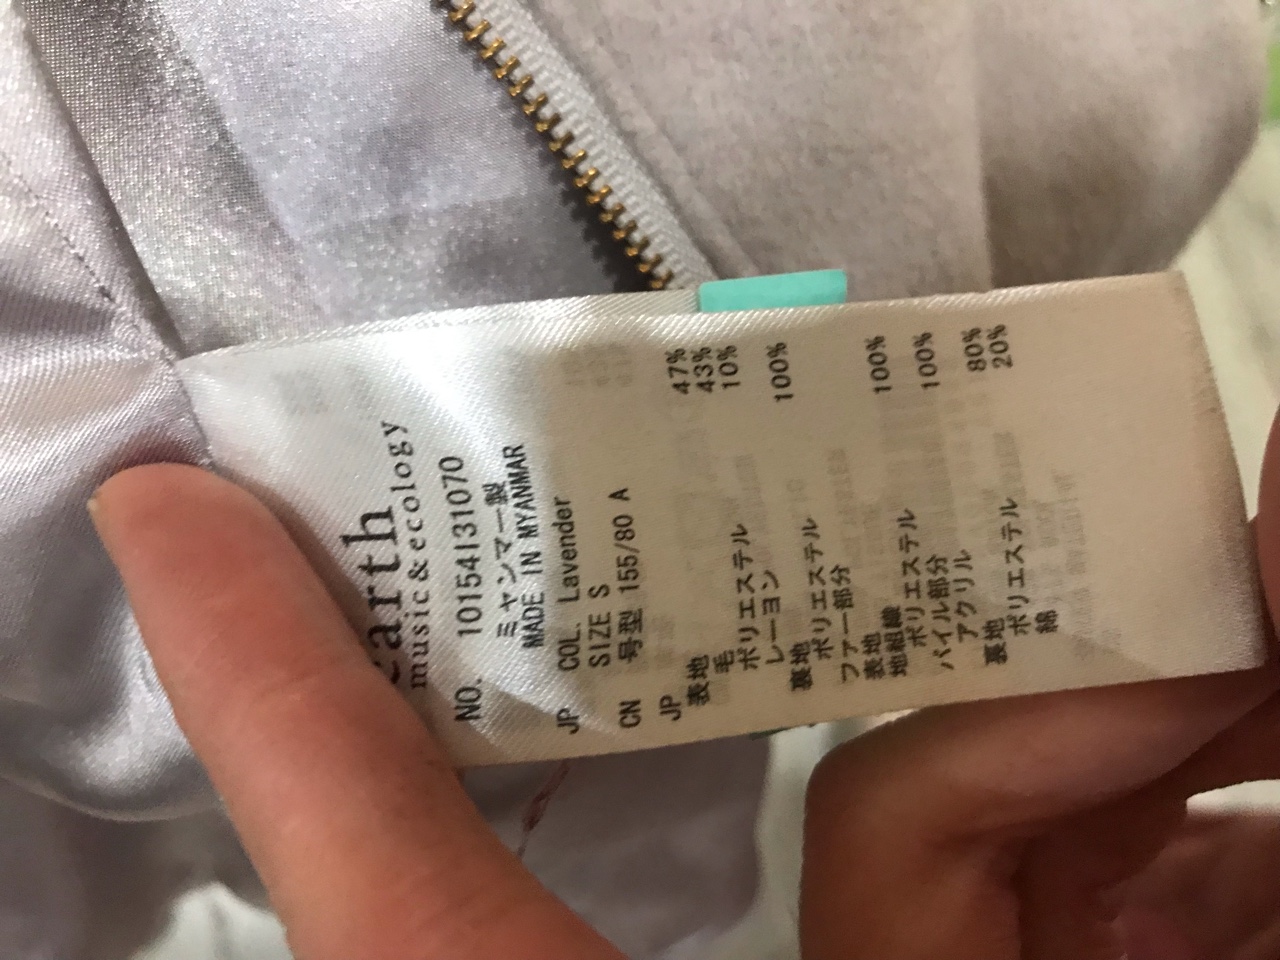 earth
music&ecology
NO. 10154131070
ミャンマー製
MADE IN MYANMAR
JP COL. Lavender
SIZE S
CN 号型 155/80 A
JP
表地
毛 47%
ポリエステル 43%
レーヨン 10%
裏地
ポリエステル 100%
ファー部分
表地
地組織
ポリエステル 100%
パイル部分
アクリル 100%
裏地
ポリエステル 80%
綿 20%